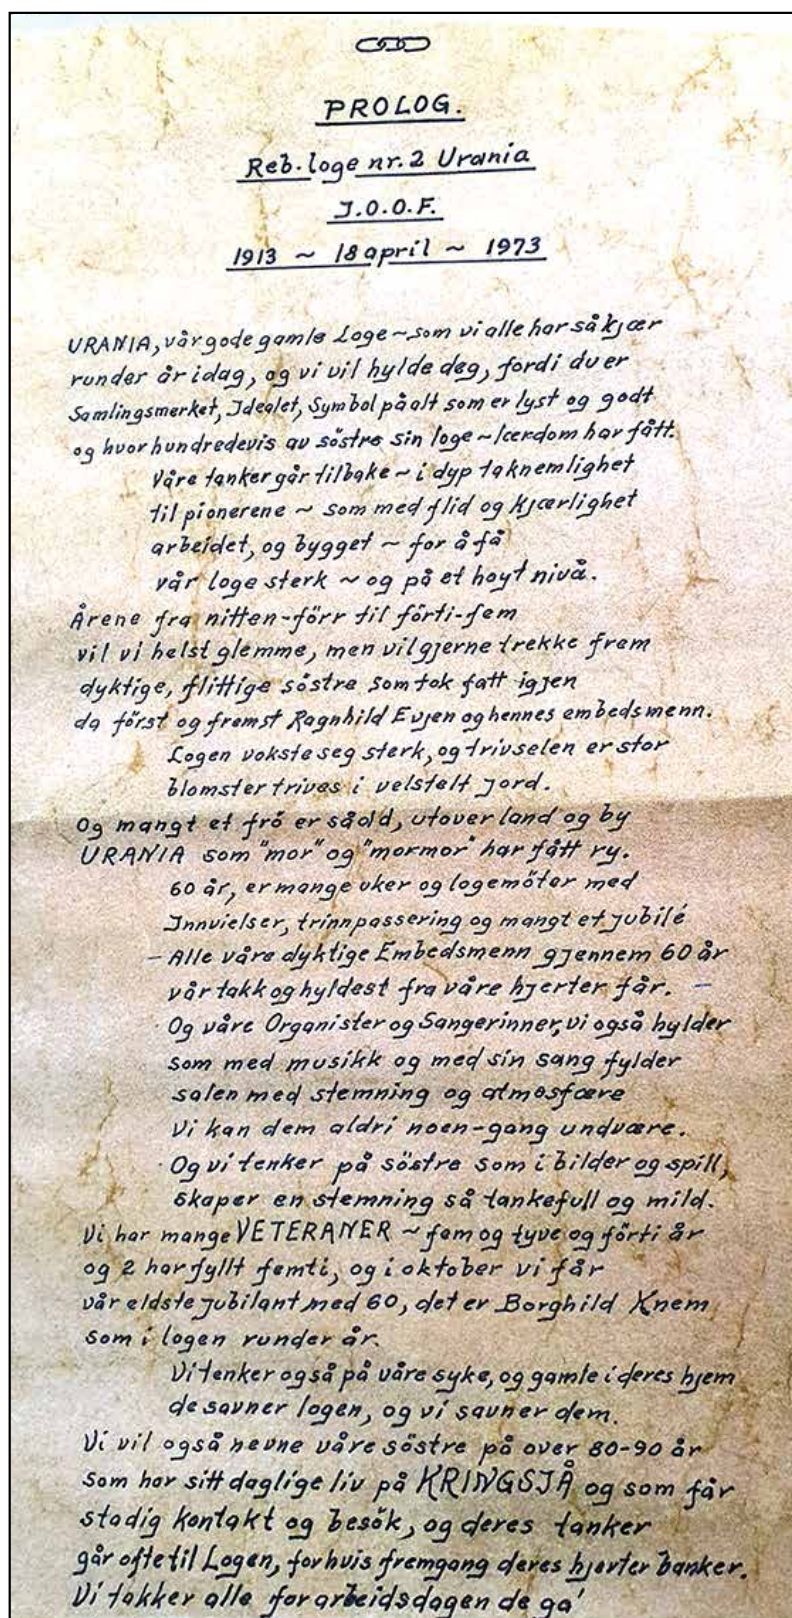 PROLOG.
Reb. loge nr. 2 Urania
J.O.O.F.
1913 ~ 18 april ~ 1973
URANIA, vår gode gamle Loge ~ som vi alle har så kjær
runder år idag, og vi vil hylde deg, fordi du er
Samlingsmerket, Idealet, Symbol på alt som er lyst og godt
og hvor hundredevis av söstre sin loge ~ lærdom har fått.
Våre tanker går tilbake ~ i dyp taknemlighet
til pionerene ~ som med flid og kjærlighet
arbeidet, og bygget ~ for å få
vår loge sterk ~ og på et høyt nivå.
Årene fra nitten-förr til förti-fem
vil vi helst glemme, men vil gjerne trekke frem
dyktige, flittige söstre som tok fatt igjen
da först og fremst Ragnhild Evjen og hennes embedsmenn.
Logen vokste seg sterk, og trivselen er stor
blomster trives i velstelt jord.
Og mangt et frö er sådd, utover land og by
URANIA som "mor" og "mormor" har fått ry.
60 år, er mange uker og logemöter med
Innvielser, trinnpassering og mangt et jubilé
- Alle våre dyktige Embedsmenn gjennem 60 år
vår takk og hyldest fra våre hjerter får. -
Og våre Organister og Sangerinner, vi også hylder
som med musikk og med sin sang fylder
salen med stemning og atmosfære
Vi kan dem aldri noen-gang undvære.
Og vi tenker på söstre som i bilder og spill,
skaper en stemning så tankefull og mild.
Vi har mange VETERANER ~ fem og tyve og förti år
og 2 har fyllt femti, og i oktober vi får
vår eldste jubilant med 60, det er Borghild Knem
som i logen runder år.
Vi tenker også på våre syke, og gamle i deres hjem
de savner logen, og vi savner dem.
Vi vil også nevne våre söstre på over 80-90 år
som har sitt daglige liv på KRINGSJÅ og som får
stadig kontakt og besök, og deres tanker
går ofte til Logen, for hvis fremgang deres hjerter banker.
Vi takker alle for arbeidsdagen de ga'